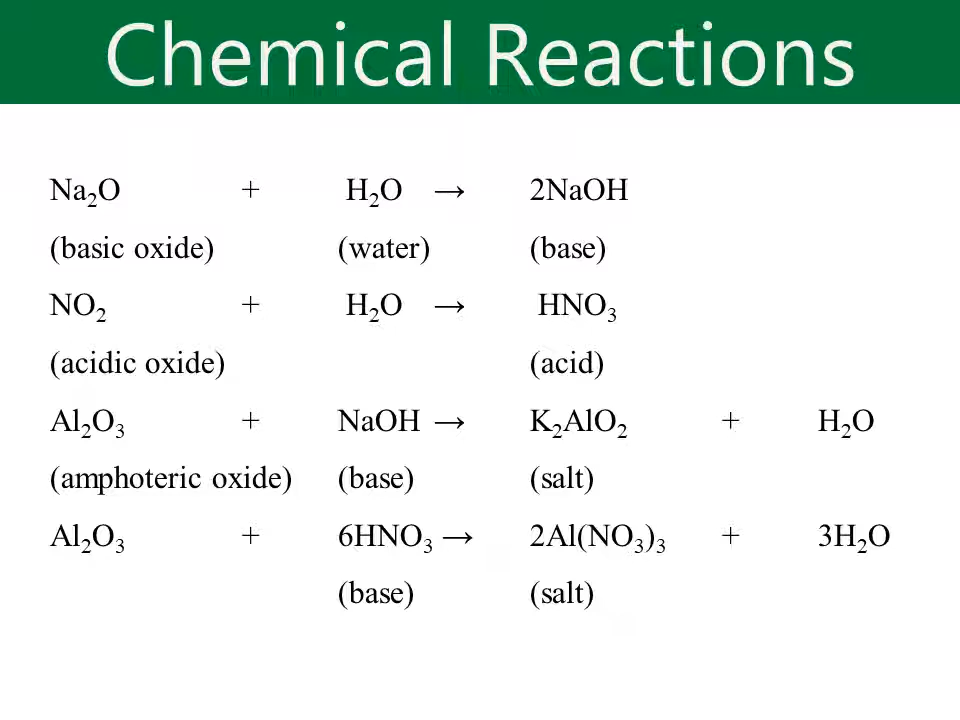 Chemical Reactions
Na₂O + H₂O → 2NaOH
(basic oxide) (water) (base)
NO₂ + H₂O → HNO₃
(acidic oxide) (acid)
Al₂O₃ + NaOH → K₂AlO₂ + H₂O
(amphoteric oxide) (base) (salt)
Al₂O₃ + 6HNO₃ → 2Al(NO₃)₃ + 3H₂O
(base) (salt)